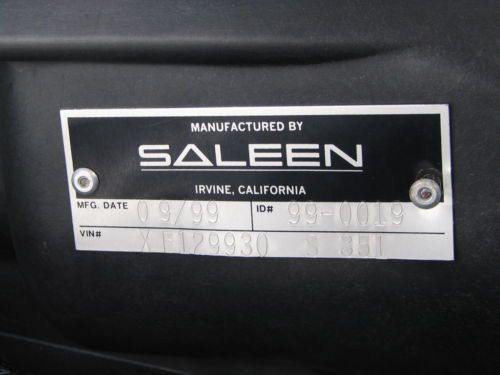 MANUFACTURED BY
SALEEN
IRVINE, CALIFORNIA
MFG. DATE 09/99 ID# 99-0019
VIN# XF129930 S 351